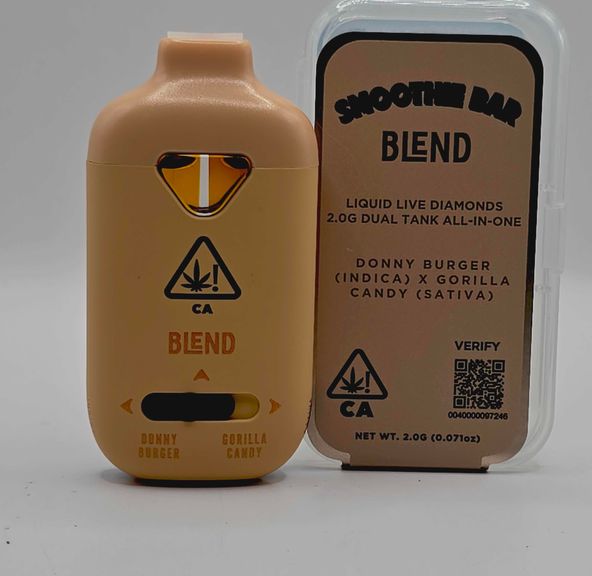 CA
BLEND
DONNY
BURGER
GORILLA
CANDY
SMOOTHIE BAR
BLEND
LIQUID LIVE DIAMONDS
2.0G DUAL TANK ALL-IN-ONE
DONNY BURGER
(INDICA) X GORILLA
CANDY (SATIVA)
VERIFY
0040000097246
CA
NET WT. 2.0G (0.071oz)